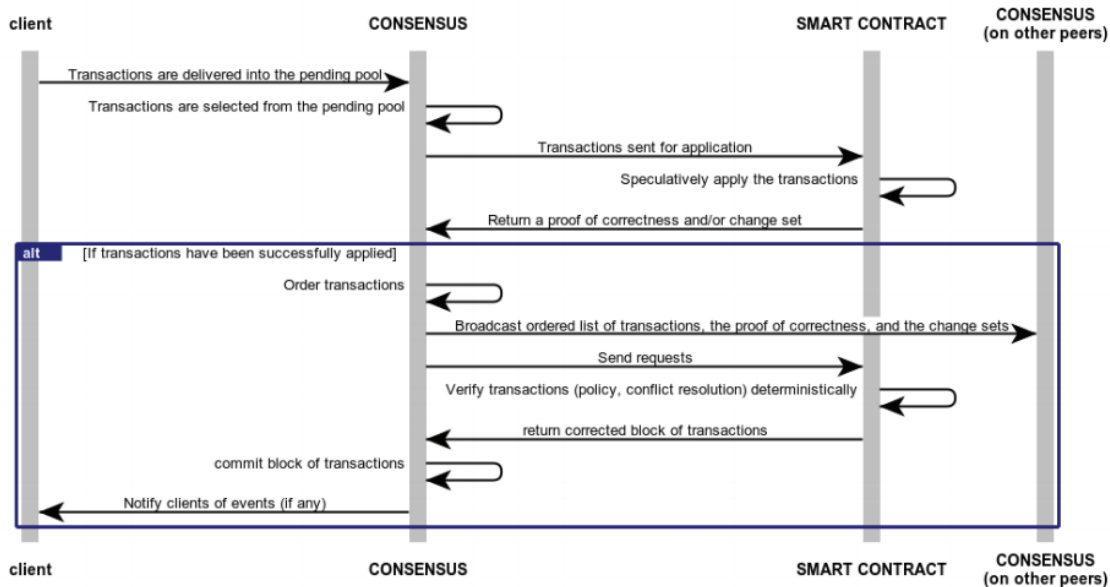 client
CONSENSUS
SMART CONTRACT
CONSENSUS
(on other peers)
Transactions are delivered into the pending pool
Transactions are selected from the pending pool
Transactions sent for application
Speculatively apply the transactions
Return a proof of correctness and/or change set
alt
[If transactions have been successfully applied]
Order transactions
Broadcast ordered list of transactions, the proof of correctness, and the change sets
Send requests
Verify transactions (policy, conflict resolution) deterministically
return corrected block of transactions
commit block of transactions
Notify clients of events (if any)
client
CONSENSUS
SMART CONTRACT
CONSENSUS
(on other peers)